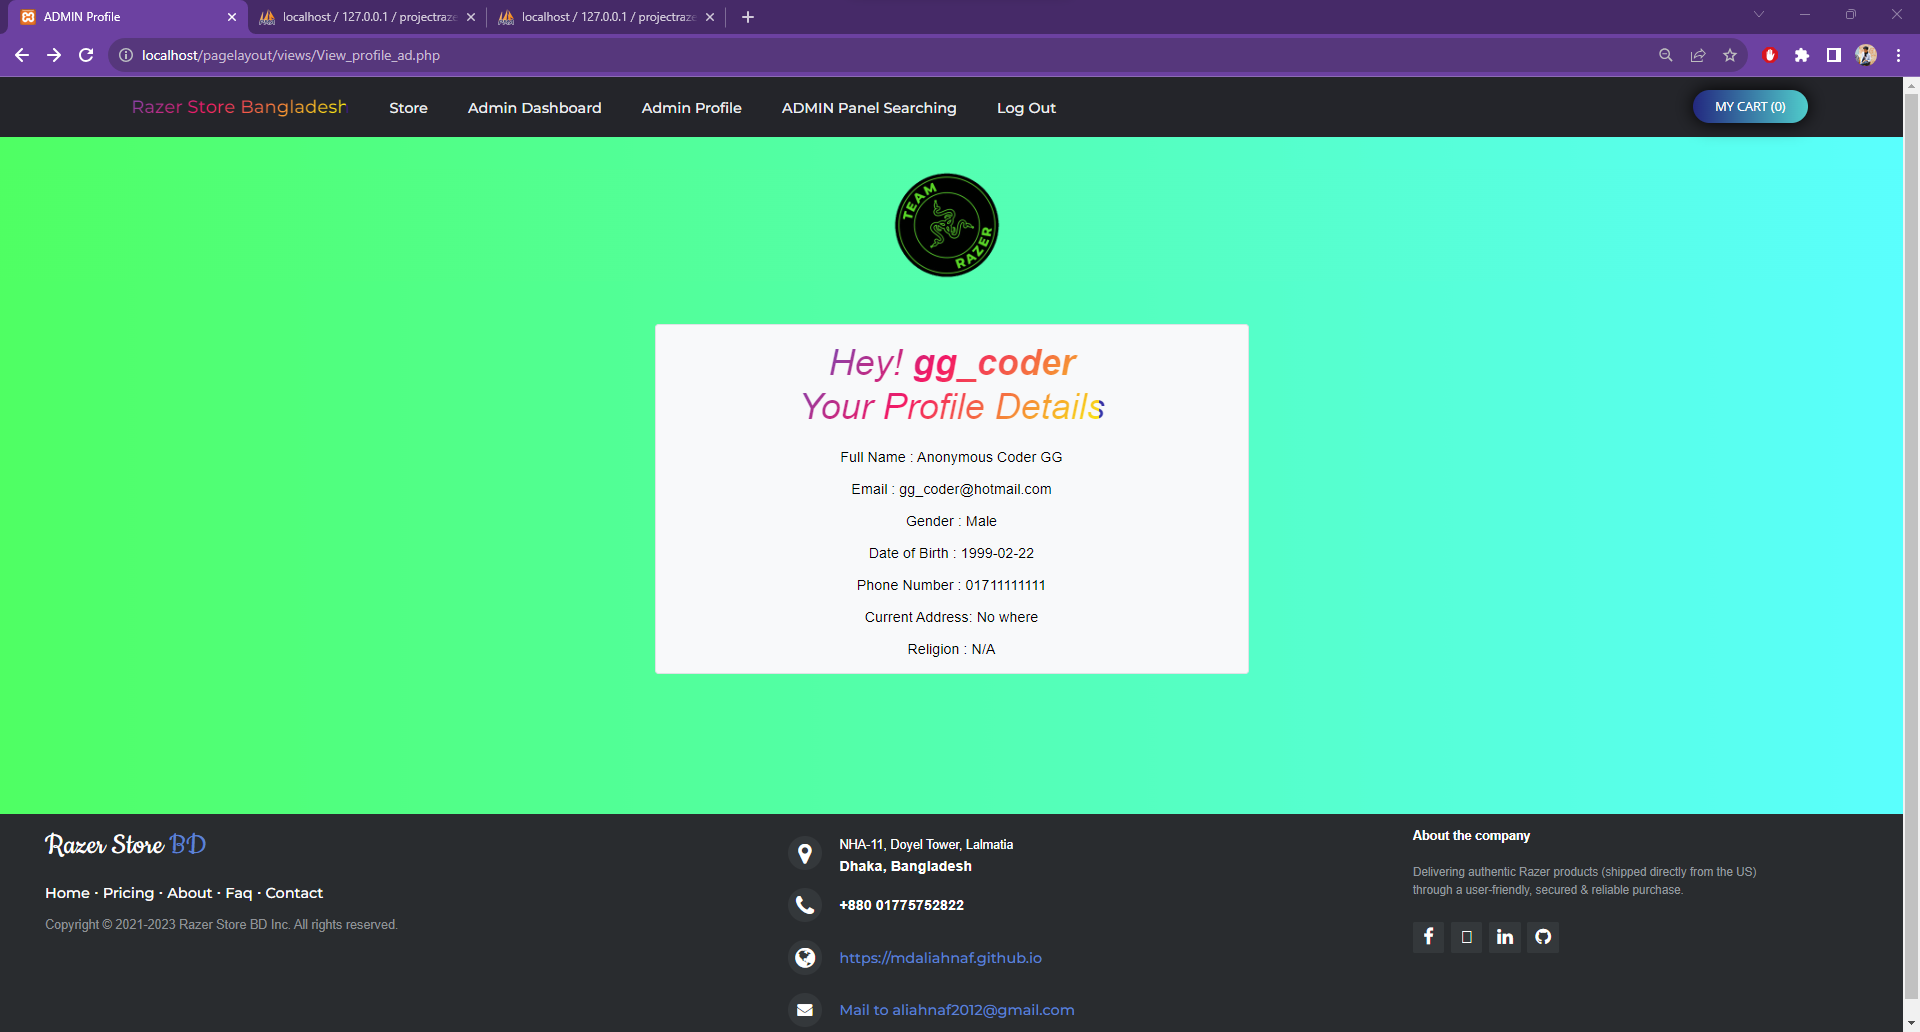 ADMIN Profile
localhost / 127.0.0.1 / projectraze
localhost / 127.0.0.1 / projectraze
localhost/pagelayout/views/View_profile_ad.php
Razer Store Bangladesh
Store
Admin Dashboard
Admin Profile
ADMIN Panel Searching
Log Out
MY CART (0)
TEAM
RAZER
Hey! gg_coder
Your Profile Details
Full Name : Anonymous Coder GG
Email : gg_coder@hotmail.com
Gender : Male
Date of Birth : 1999-02-22
Phone Number : 01711111111
Current Address: No where
Religion : N/A
Razer Store BD
Home · Pricing · About · Faq · Contact
Copyright © 2021-2023 Razer Store BD Inc. All rights reserved.
NHA-11, Doyel Tower, Lalmatia
Dhaka, Bangladesh
+880 01775752822
https://mdaliahnaf.github.io
Mail to aliahnaf2012@gmail.com
About the company
Delivering authentic Razer products (shipped directly from the US)
through a user-friendly, secured & reliable purchase.